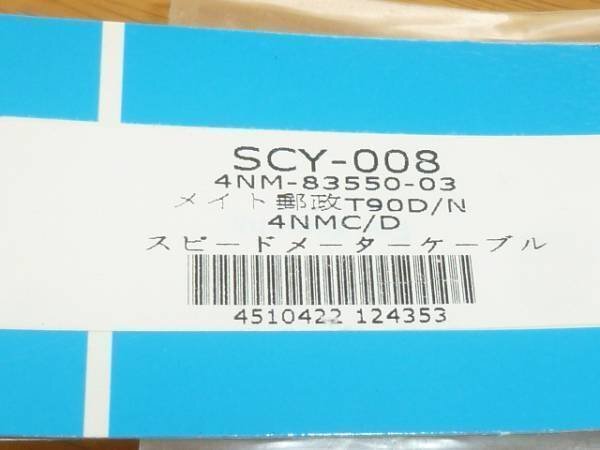 SCY-008
4NM-83550-03
メイト郵政T90D/N
4NMC/D
スピードメーターケーブル
4510422 124353